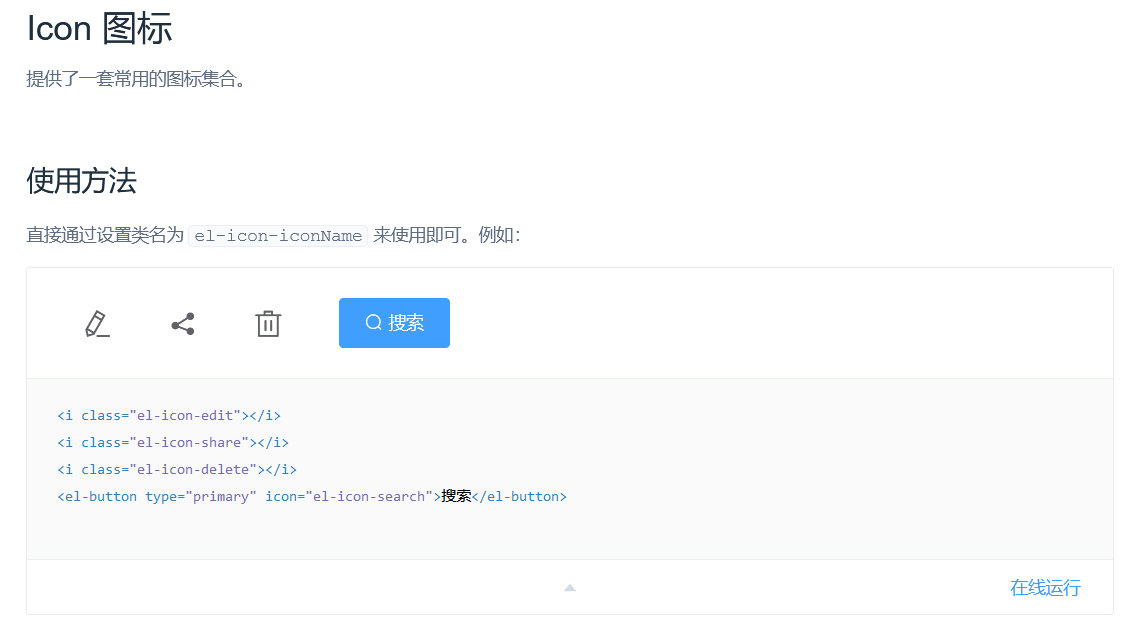 Icon 图标
提供了一套常用的图标集合。
使用方法
直接通过设置类名为 el-icon-iconName 来使用即可。例如：
搜索
<i class="el-icon-edit"></i>
<i class="el-icon-share"></i>
<i class="el-icon-delete"></i>
<el-button type="primary" icon="el-icon-search">搜索</el-button>
在线运行